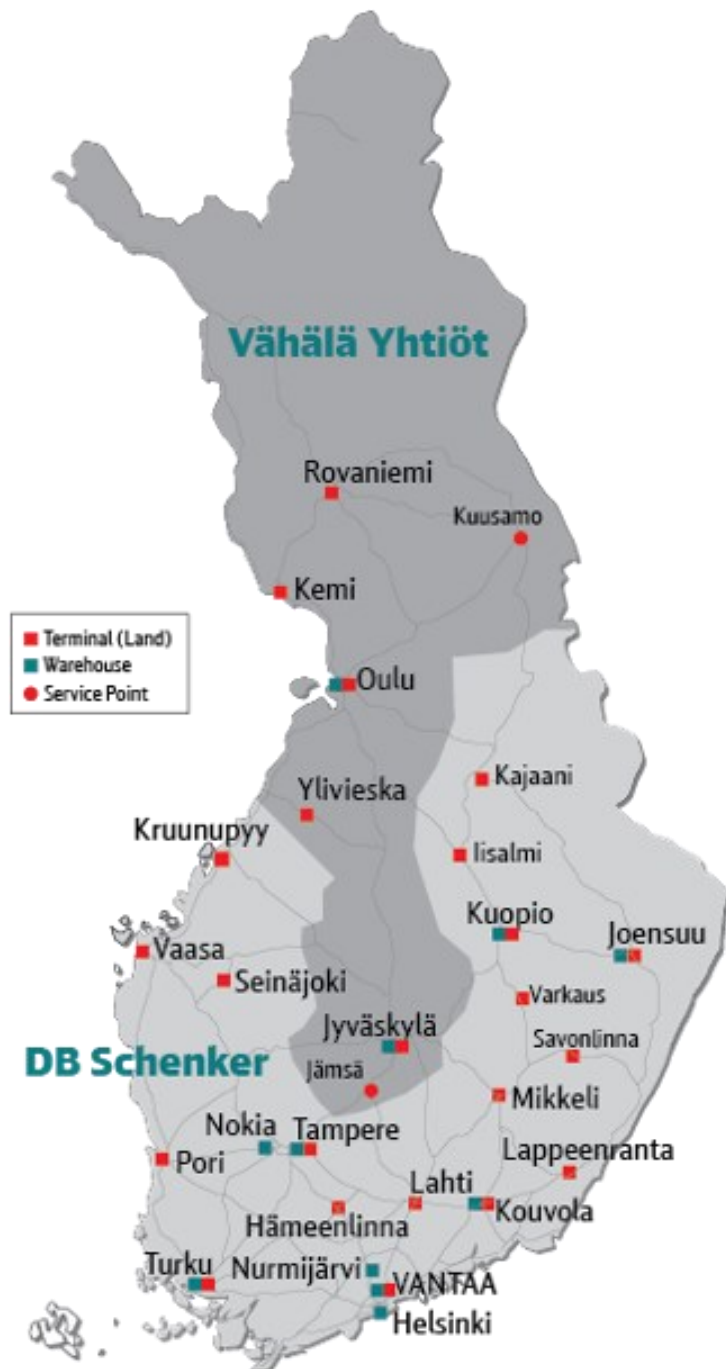 Vähälä Yhtiöt
Rovaniemi
Kuusamo
Kemi
Terminal (Land)
Warehouse
Service Point
Oulu
Kajaani
Ylivieska
Kruunupyy
Iisalmi
Kuopio
Joensuu
Vaasa
Seinäjoki
Varkaus
Jyväskylä
Savonlinna
DB Schenker
Jämsä
Mikkeli
Nokia
Tampere
Pori
Lappeenranta
Lahti
Hämeenlinna
Kouvola
Turku
Nurmijärvi
VANTAA
Helsinki